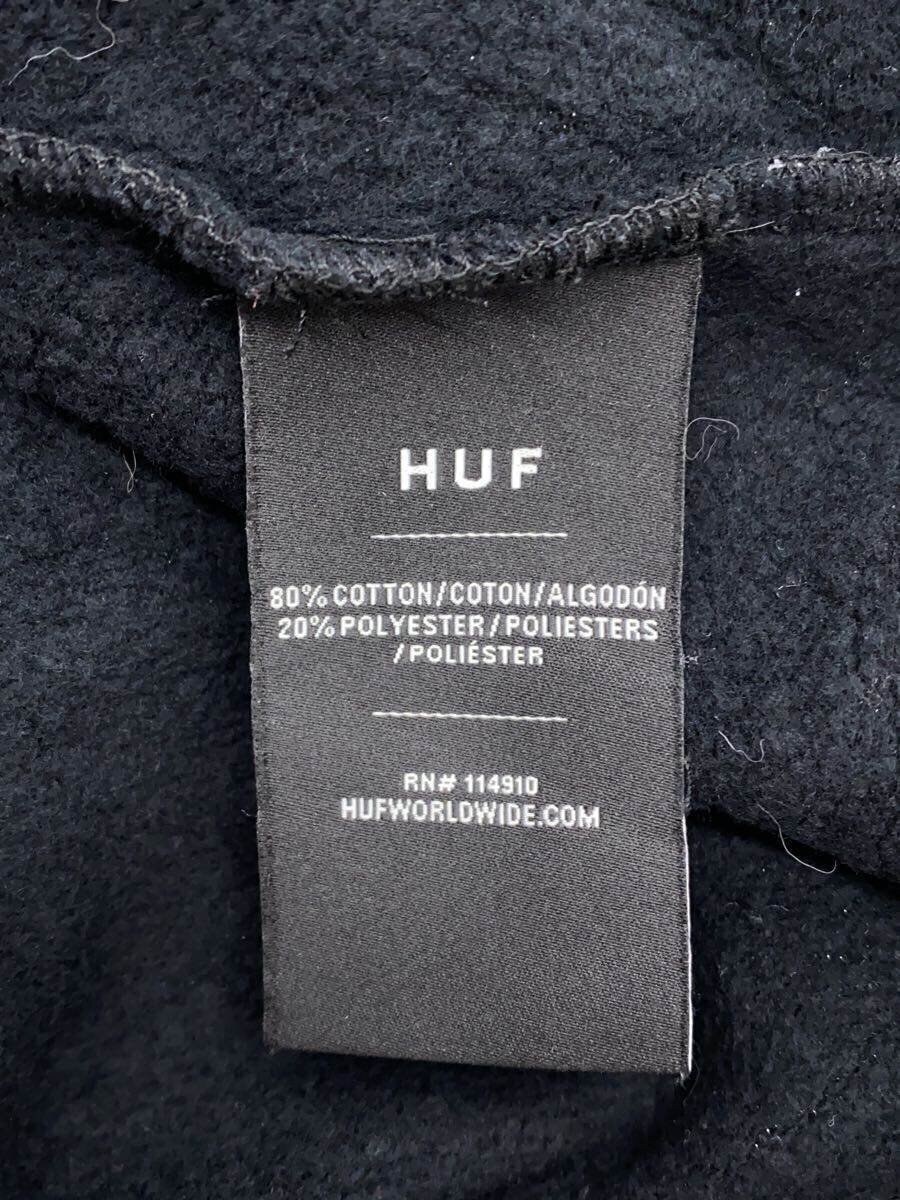 HUF
80% COTTON/COTON/ALGODÓN
20% POLYESTER/POLIESTERS
/POLIÉSTER
RN# 114910
HUFWORLDWIDE.COM